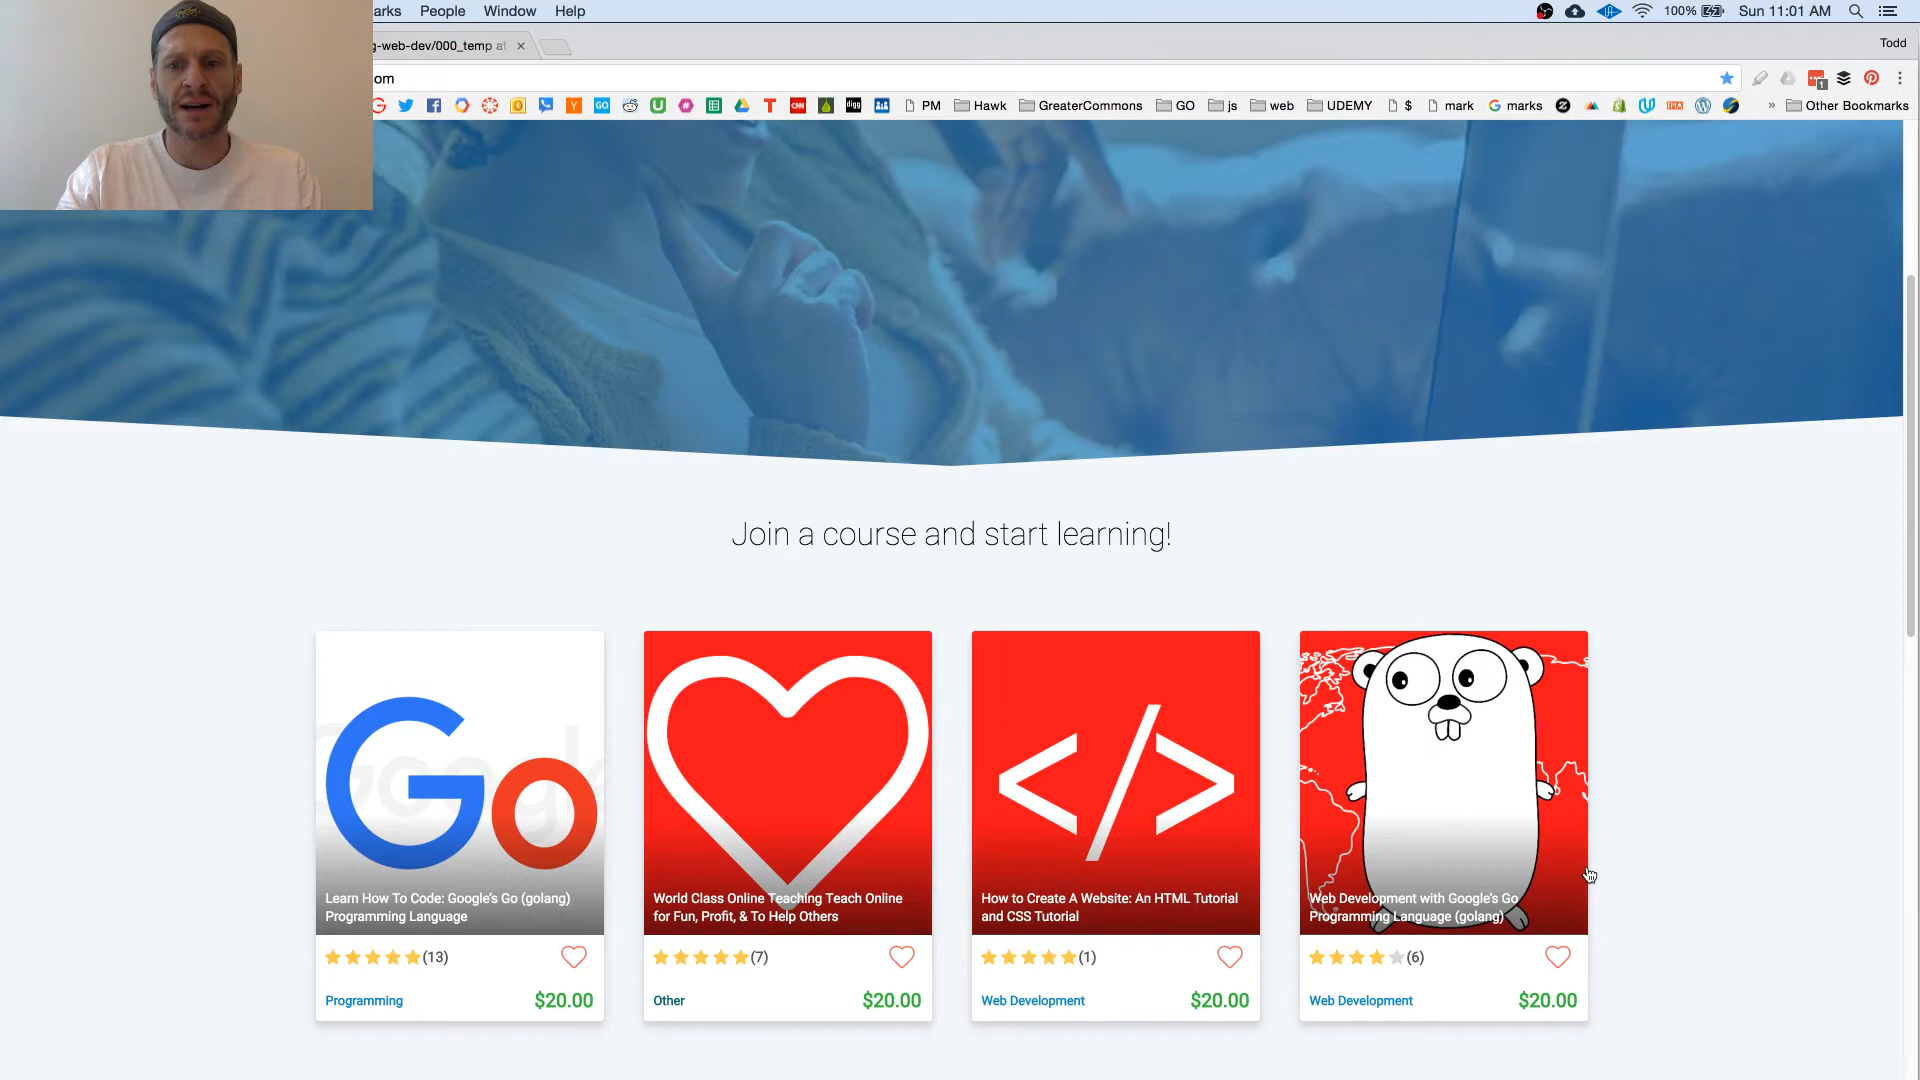 arks People Window Help 100% Sun 11:01 AM
g-web-dev/000_temp at Todd
om
PM Hawk GreaterCommons GO js web UDEMY $ mark marks » Other Bookmarks
Join a course and start learning!
Go
Learn How To Code: Google's Go (golang)
Programming Language
(13)
Programming $20.00
World Class Online Teaching Teach Online
for Fun, Profit, & To Help Others
(7)
Other $20.00
</>
How to Create A Website: An HTML Tutorial
and CSS Tutorial
(1)
Web Development $20.00
Web Development with Google's Go
Programming Language (golang)
(6)
Web Development $20.00